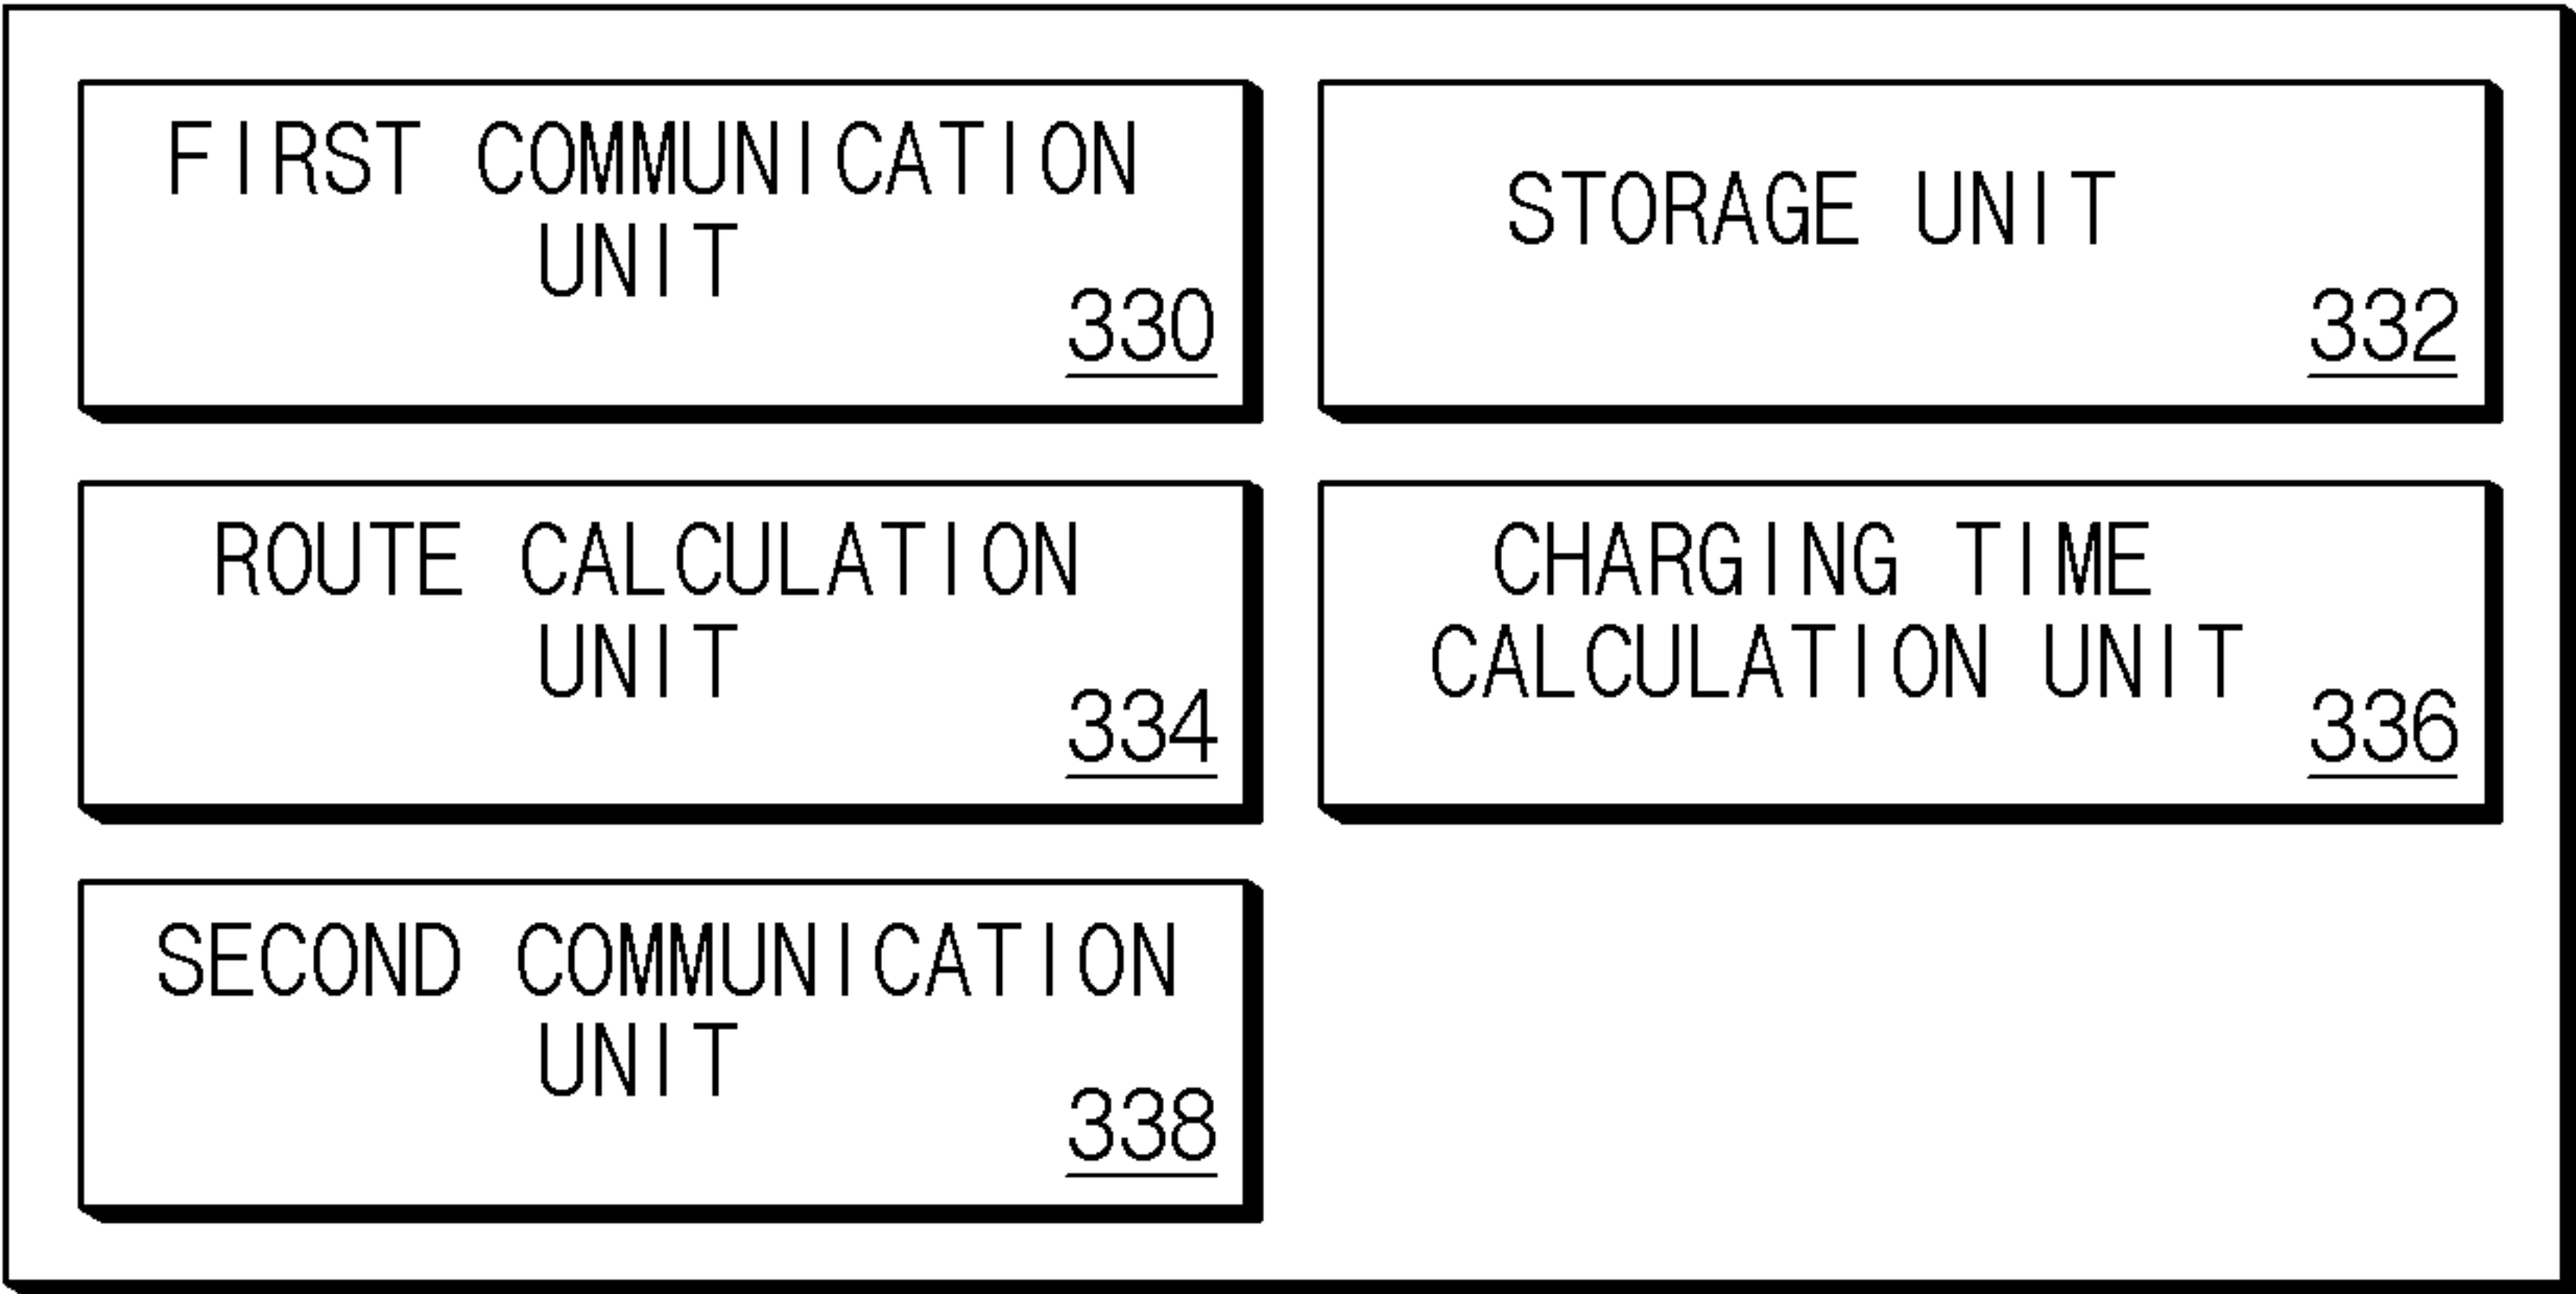 FIRST COMMUNICATION
UNIT
330
STORAGE UNIT
332
ROUTE CALCULATION
UNIT
334
CHARGING TIME
CALCULATION UNIT
336
SECOND COMMUNICATION
UNIT
338